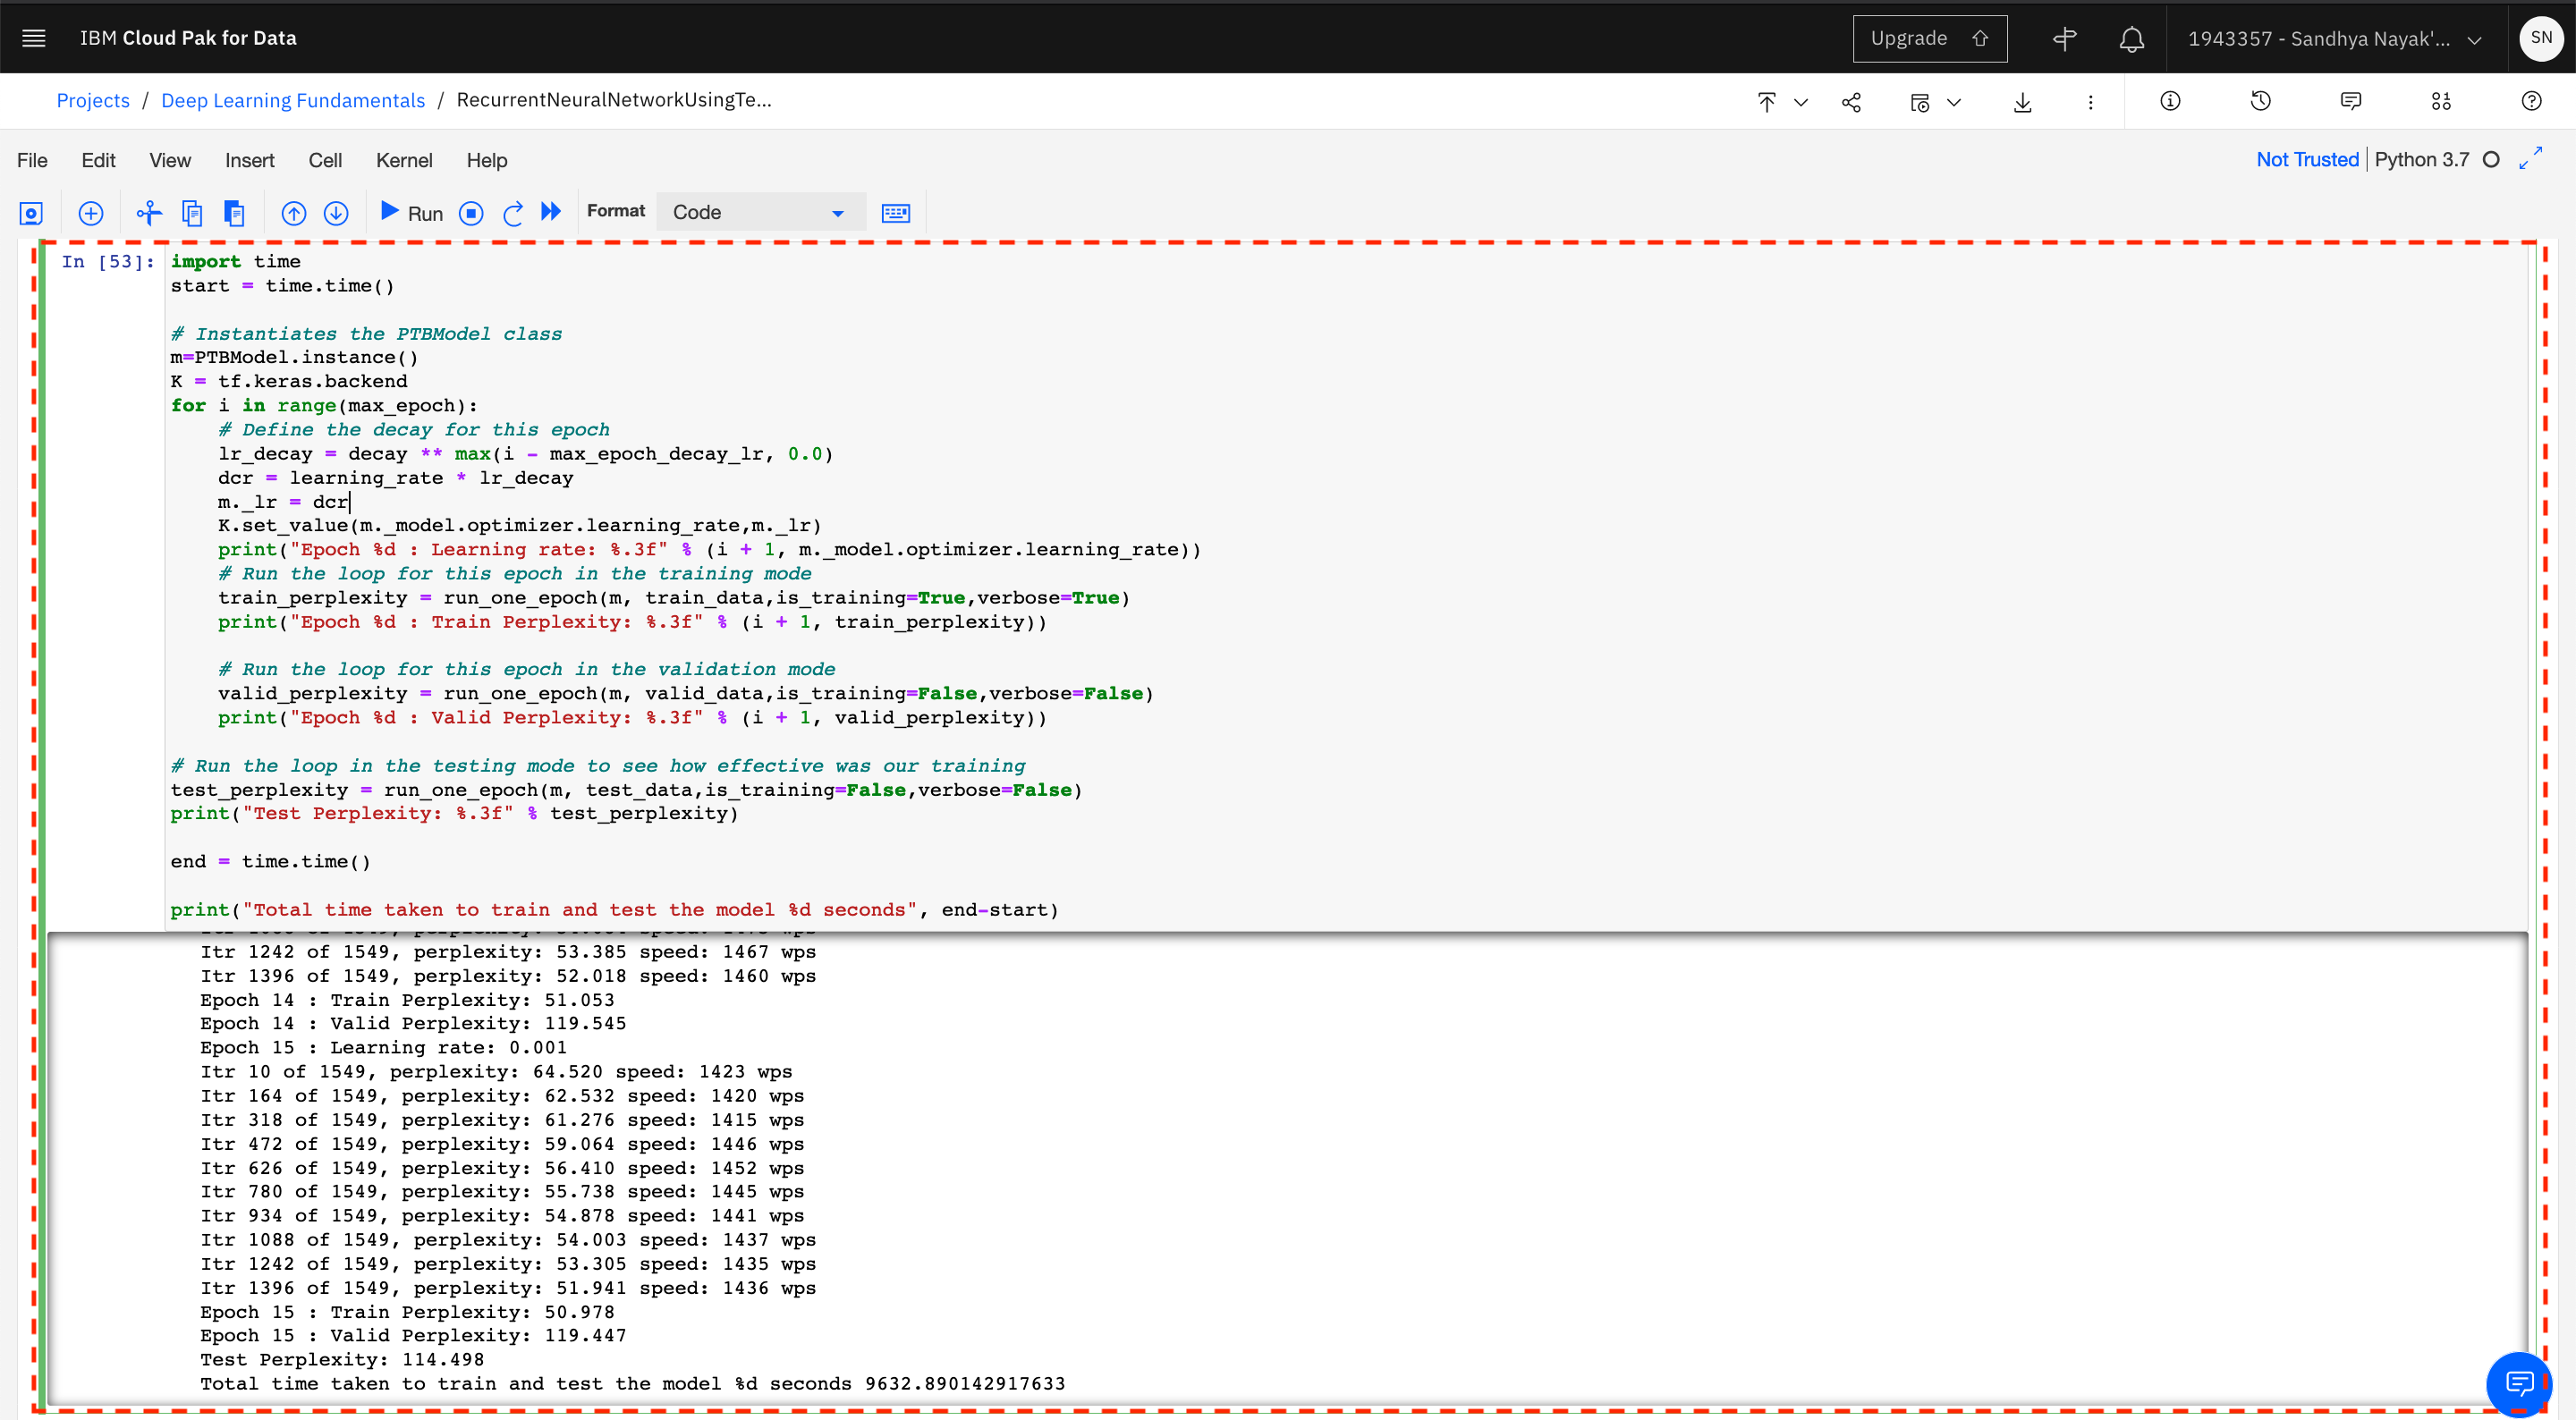 IBM Cloud Pak for Data
Upgrade
1943357 - Sandhya Nayak'...
SN
Projects / Deep Learning Fundamentals / RecurrentNeuralNetworkUsingTe...
File Edit View Insert Cell Kernel Help
Not Trusted | Python 3.7
Run
Format
Code
In [53]:
import time
start = time.time()
# Instantiates the PTBModel class
m=PTBModel.instance()
K = tf.keras.backend
for i in range(max_epoch):
    # Define the decay for this epoch
    lr_decay = decay ** max(i - max_epoch_decay_lr, 0.0)
    dcr = learning_rate * lr_decay
    m._lr = dcr
    K.set_value(m._model.optimizer.learning_rate,m._lr)
    print("Epoch %d : Learning rate: %.3f" % (i + 1, m._model.optimizer.learning_rate))
    # Run the loop for this epoch in the training mode
    train_perplexity = run_one_epoch(m, train_data,is_training=True,verbose=True)
    print("Epoch %d : Train Perplexity: %.3f" % (i + 1, train_perplexity))
    # Run the loop for this epoch in the validation mode
    valid_perplexity = run_one_epoch(m, valid_data,is_training=False,verbose=False)
    print("Epoch %d : Valid Perplexity: %.3f" % (i + 1, valid_perplexity))
# Run the loop in the testing mode to see how effective was our training
test_perplexity = run_one_epoch(m, test_data,is_training=False,verbose=False)
print("Test Perplexity: %.3f" % test_perplexity)
end = time.time()
print("Total time taken to train and test the model %d seconds", end-start)
Itr 1242 of 1549, perplexity: 53.385 speed: 1467 wps
Itr 1396 of 1549, perplexity: 52.018 speed: 1460 wps
Epoch 14 : Train Perplexity: 51.053
Epoch 14 : Valid Perplexity: 119.545
Epoch 15 : Learning rate: 0.001
Itr 10 of 1549, perplexity: 64.520 speed: 1423 wps
Itr 164 of 1549, perplexity: 62.532 speed: 1420 wps
Itr 318 of 1549, perplexity: 61.276 speed: 1415 wps
Itr 472 of 1549, perplexity: 59.064 speed: 1446 wps
Itr 626 of 1549, perplexity: 56.410 speed: 1452 wps
Itr 780 of 1549, perplexity: 55.738 speed: 1445 wps
Itr 934 of 1549, perplexity: 54.878 speed: 1441 wps
Itr 1088 of 1549, perplexity: 54.003 speed: 1437 wps
Itr 1242 of 1549, perplexity: 53.305 speed: 1435 wps
Itr 1396 of 1549, perplexity: 51.941 speed: 1436 wps
Epoch 15 : Train Perplexity: 50.978
Epoch 15 : Valid Perplexity: 119.447
Test Perplexity: 114.498
Total time taken to train and test the model %d seconds 9632.890142917633